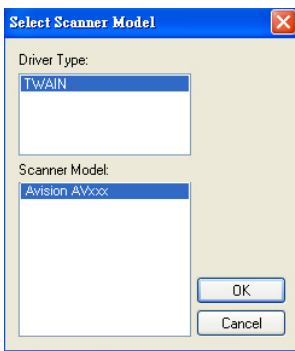 Select Scanner Model
Driver Type:
TWAIN
Scanner Model:
Avision AVxxx
OK
Cancel